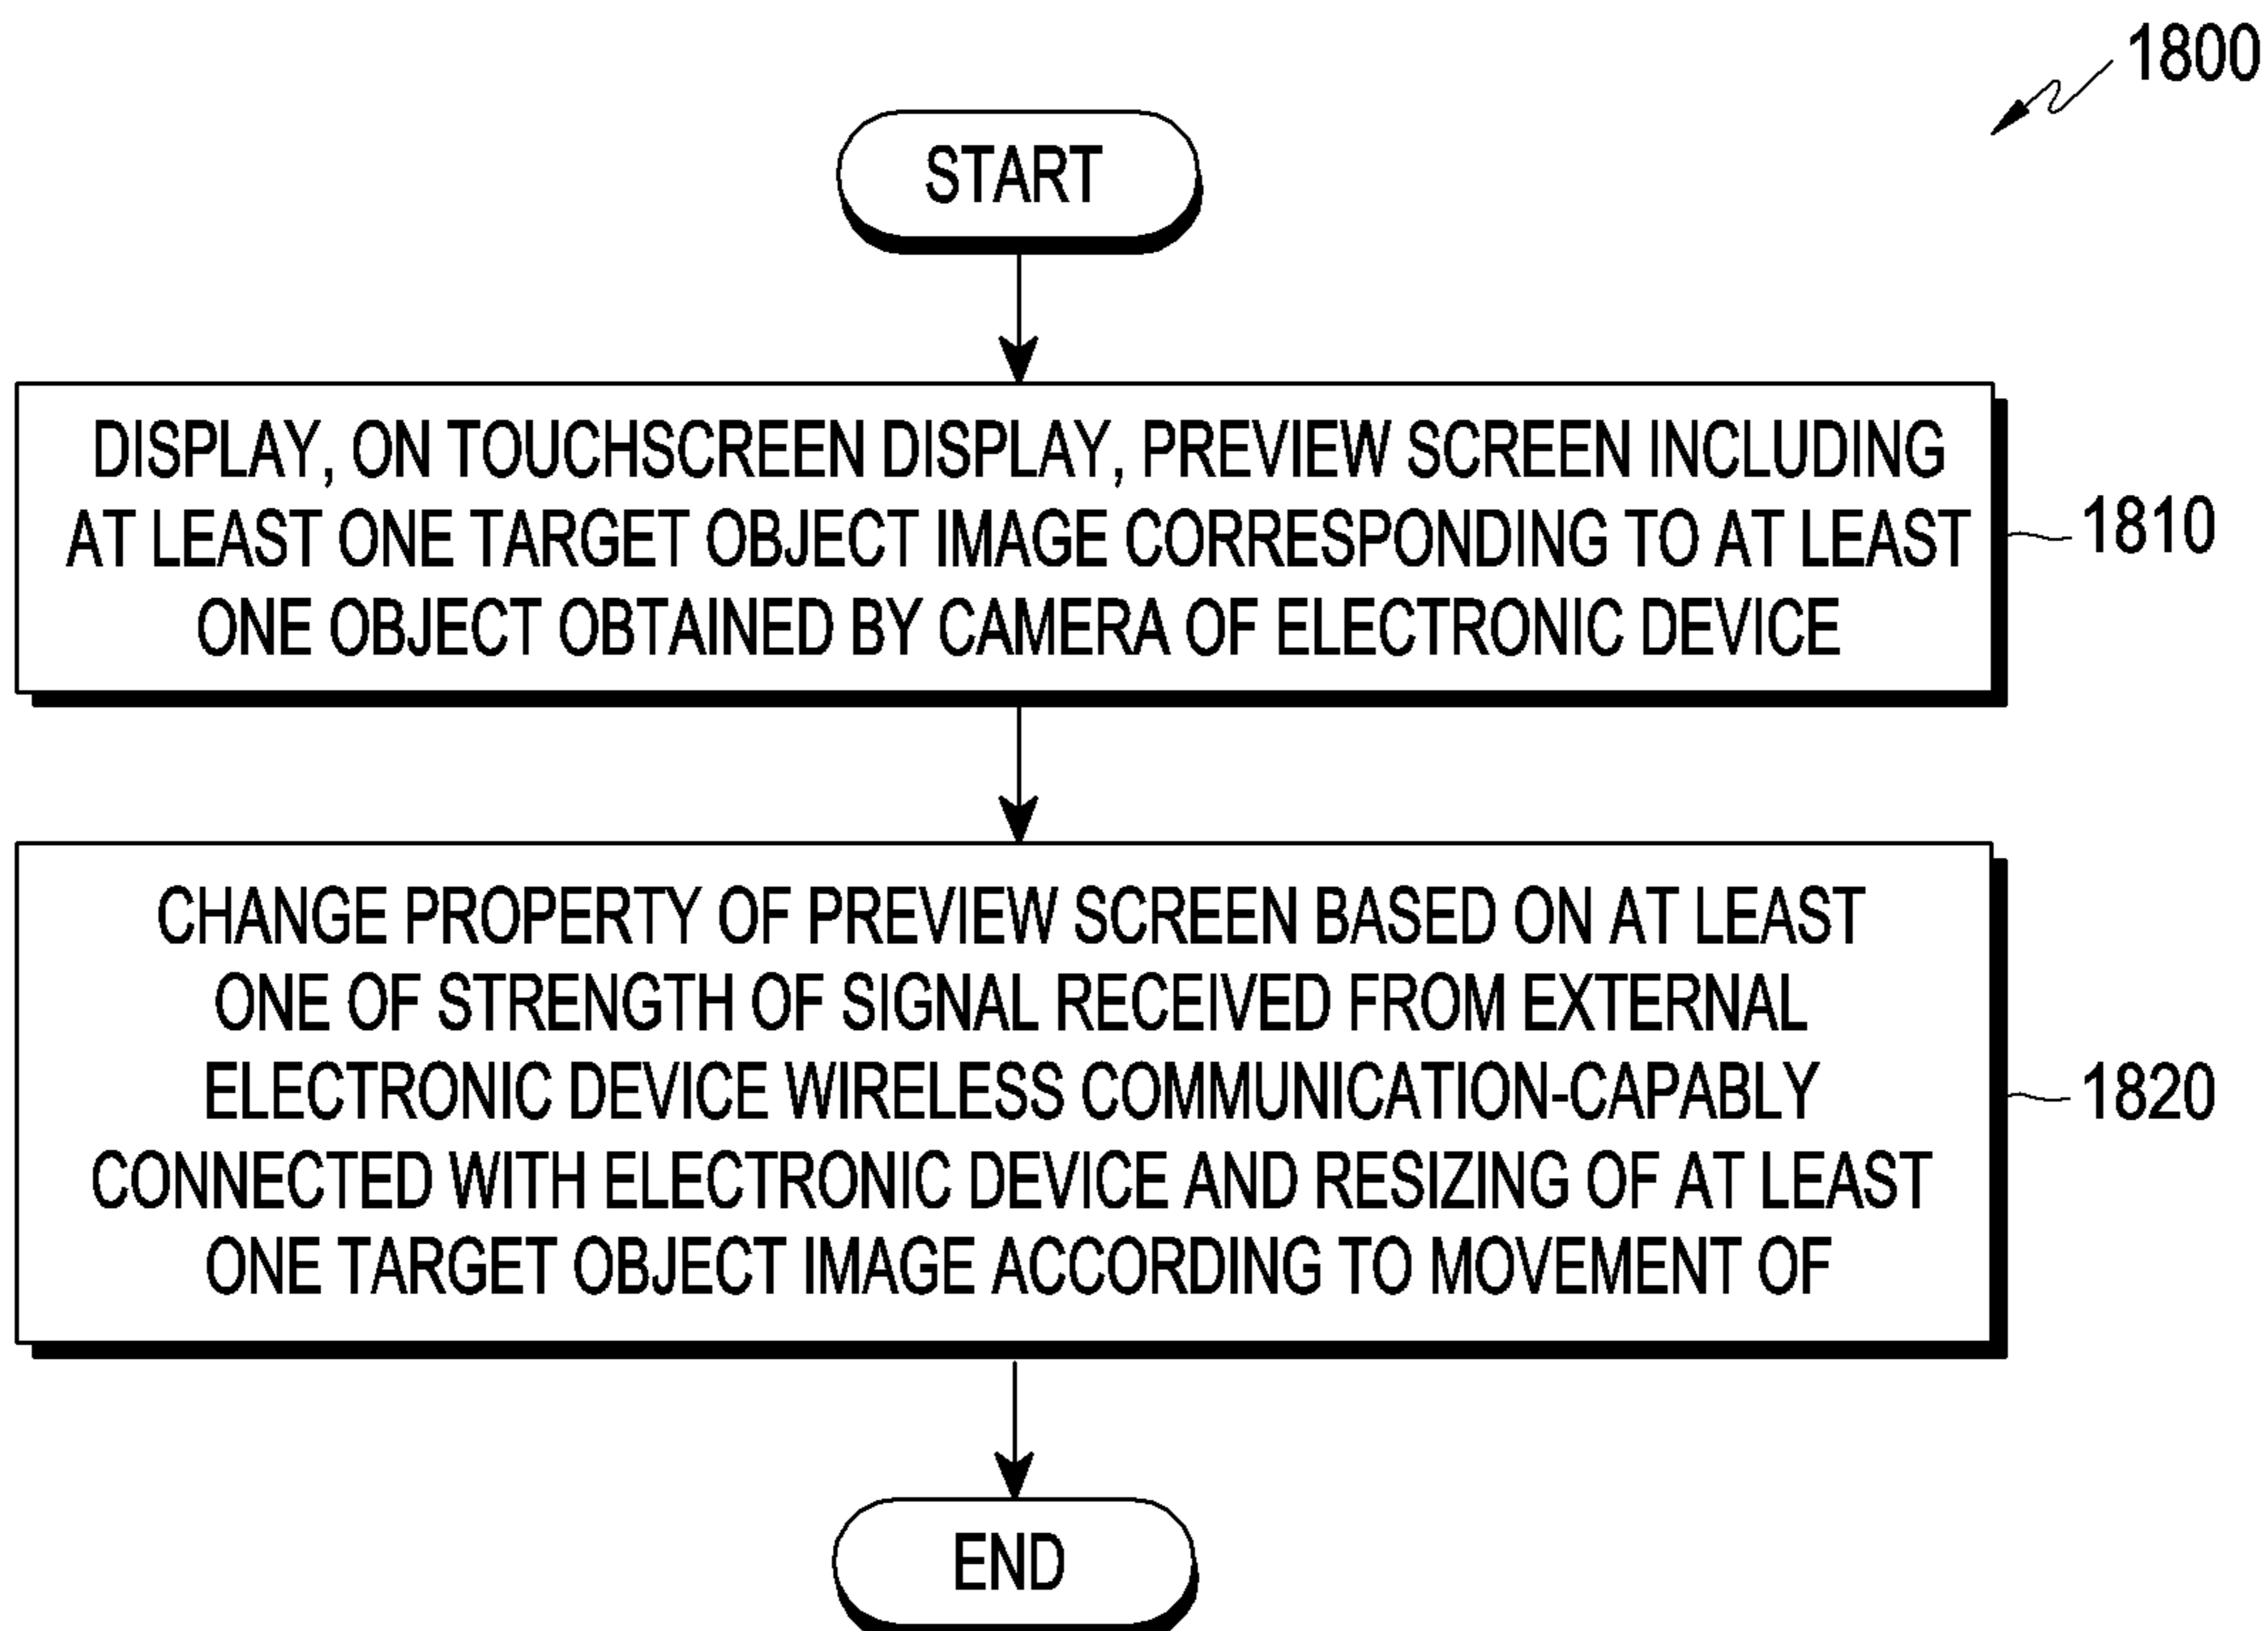 1800
START
DISPLAY, ON TOUCHSCREEN DISPLAY, PREVIEW SCREEN INCLUDING
AT LEAST ONE TARGET OBJECT IMAGE CORRESPONDING TO AT LEAST
ONE OBJECT OBTAINED BY CAMERA OF ELECTRONIC DEVICE
1810
CHANGE PROPERTY OF PREVIEW SCREEN BASED ON AT LEAST
ONE OF STRENGTH OF SIGNAL RECEIVED FROM EXTERNAL
ELECTRONIC DEVICE WIRELESS COMMUNICATION-CAPABLY
CONNECTED WITH ELECTRONIC DEVICE AND RESIZING OF AT LEAST
ONE TARGET OBJECT IMAGE ACCORDING TO MOVEMENT OF
1820
END